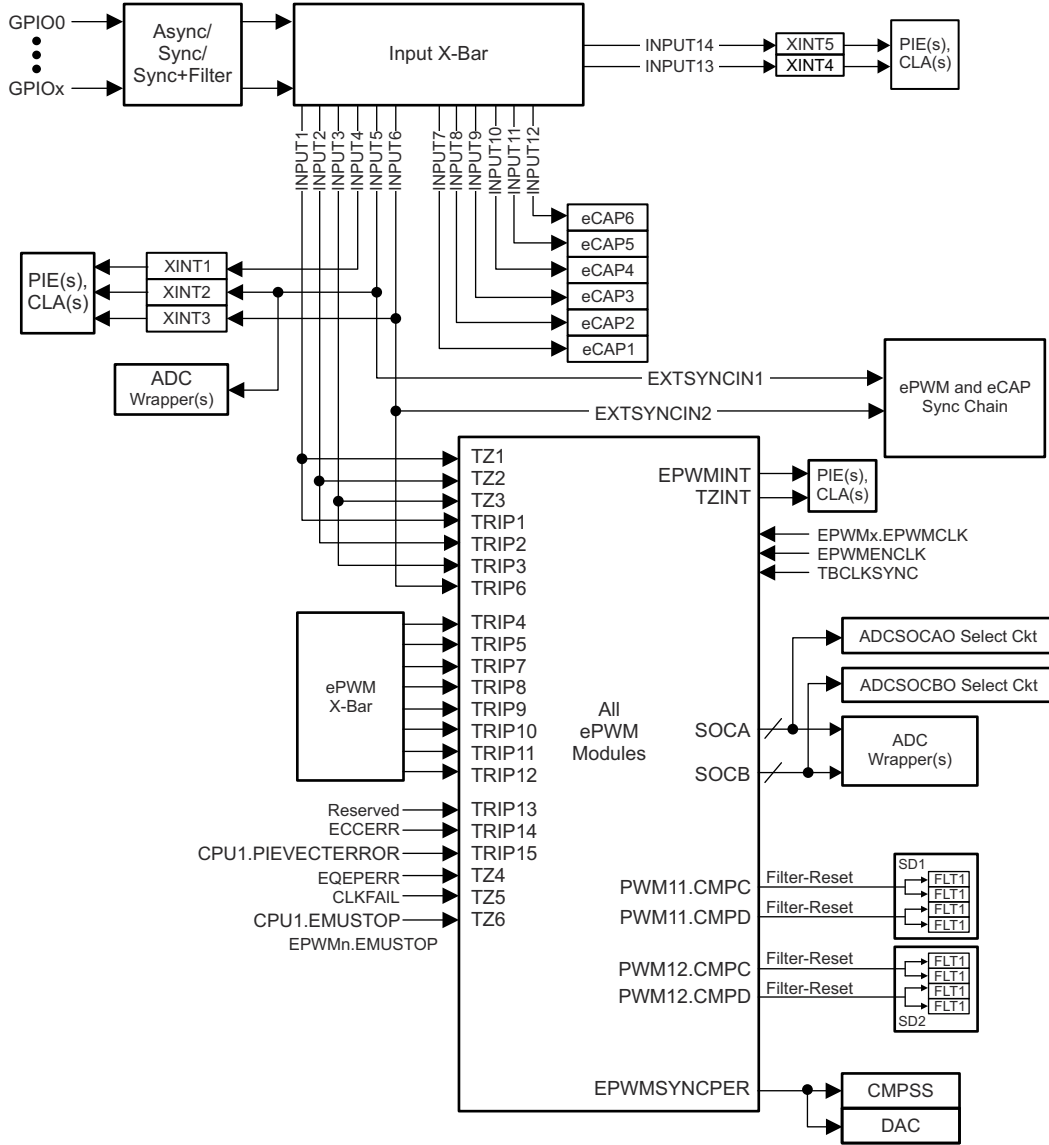 GPIO0
GPIOx
Async/
Sync/
Sync+Filter
Input X-Bar
INPUT14
INPUT13
XINT5
XINT4
PIE(s),
CLA(s)
INPUT1
INPUT2
INPUT3
INPUT4
INPUT5
INPUT6
INPUT7
INPUT8
INPUT9
INPUT10
INPUT11
INPUT12
eCAP6
eCAP5
eCAP4
eCAP3
eCAP2
eCAP1
PIE(s),
CLA(s)
XINT1
XINT2
XINT3
ADC
Wrapper(s)
EXTSYNCIN1
EXTSYNCIN2
ePWM and eCAP
Sync Chain
TZ1
TZ2
TZ3
TRIP1
TRIP2
TRIP3
TRIP6
EPWMINT
TZINT
PIE(s),
CLA(s)
EPWMx.EPWMCLK
EPWMENCLK
TBCLKSYNC
ePWM
X-Bar
TRIP4
TRIP5
TRIP7
TRIP8
TRIP9
TRIP10
TRIP11
TRIP12
All
ePWM
Modules
SOCA
SOCB
ADCSOCAO Select Ckt
ADCSOCBO Select Ckt
ADC
Wrapper(s)
Reserved
ECCERR
CPU1.PIEVECTERROR
EQEPERR
CLKFAIL
CPU1.EMUSTOP
EPWMn.EMUSTOP
TRIP13
TRIP14
TRIP15
TZ4
TZ5
TZ6
PWM11.CMPC
PWM11.CMPD
PWM12.CMPC
PWM12.CMPD
Filter-Reset
Filter-Reset
Filter-Reset
Filter-Reset
SD1
FLT1
FLT1
FLT1
FLT1
FLT1
FLT1
FLT1
FLT1
SD2
EPWMSYNCPER
CMPSS
DAC